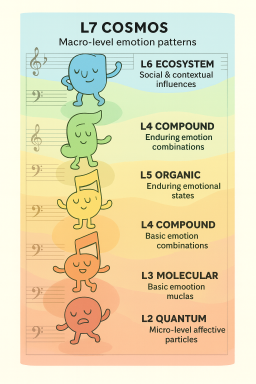 L7 COSMOS
Macro-level emotion patterns
L6 ECOSYSTEM
Social & contextual
influences
L4 COMPOUND
Enduring emotion
combinations
L5 ORGANIC
Enduring emotional
states
L4 COMPOUND
Basic emotion
combinations
L3 MOLECULAR
Basic emootion
muclas
L2 QUANTUM
Micro-level affective
particles